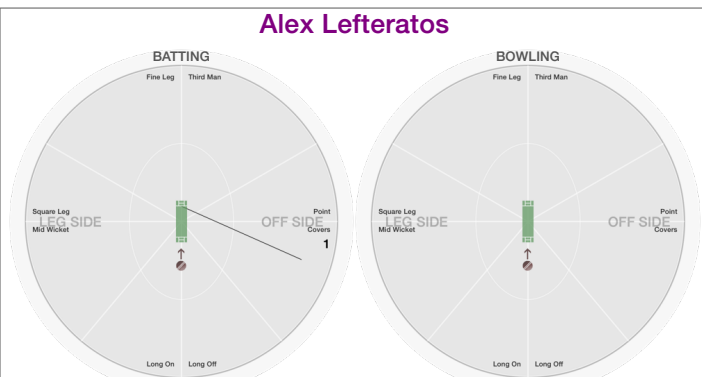 Alex Lefteratos
BATTING
Fine Leg Third Man
Square Leg
LEG SIDE
Mid Wicket
Point
OFF SIDE
Covers
1
Long On Long Off
BOWLING
Fine Leg Third Man
Square Leg
LEG SIDE
Mid Wicket
Point
OFF SIDE
Covers
Long On Long Off